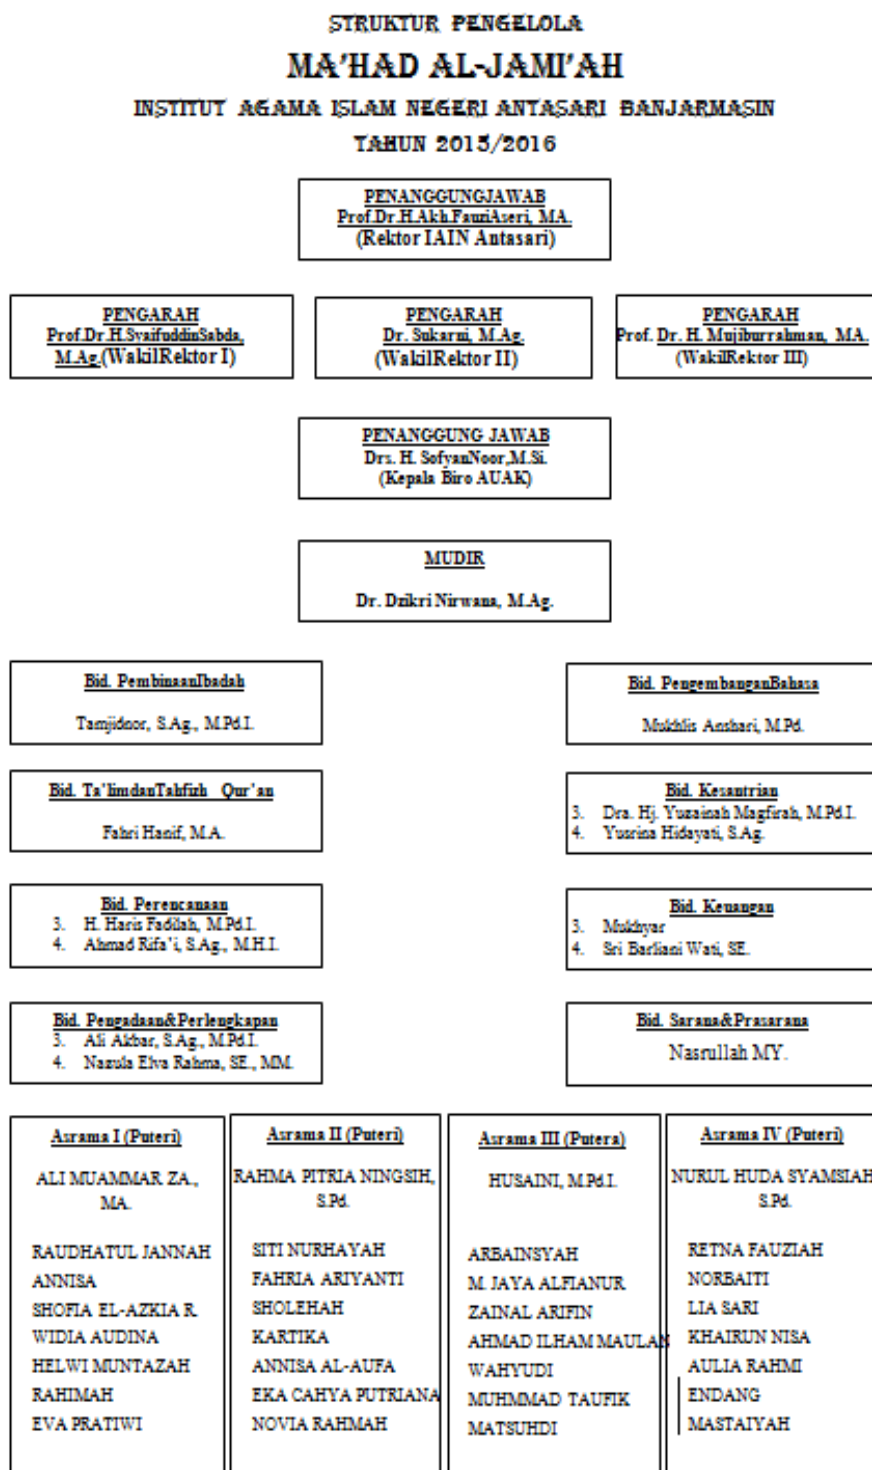 STRUKTUR PENGELOLA
MA'HAD AL-JAMI'AH
INSTITUT AGAMA ISLAM NEGERI ANTASARI BANJARMASIN
TAHUN 2015/2016
PENANGGUNGJAWAB
Prof.Dr.H.Akh.FauziAseri, MA.
(Rektor IAIN Antasari)
PENGARAH
Prof.Dr.H.SyaifuddinSabda,
M.Ag.(WakilRektor I)
PENGARAH
Dr. Sukarni, M.Ag.
(WakilRektor II)
PENGARAH
Prof. Dr. H. Mujiburrahman, MA.
(WakilRektor III)
PENANGGUNG JAWAB
Drs. H. SofyanNoor,M.Si.
(Kepala Biro AUAK)
MUDIR
Dr. Dzikri Nirwana, M.Ag.
Bid. PembinaanIbadah
Tamjidnor, S.Ag., M.Pd.I.
Bid. PengembanganBahasa
Mukhlis Anshari, M.Pd.
Bid. Ta'limdanTahfizh Qur'an
Fahri Hanif, M.A.
Bid. Kesantrian
3. Dra. Hj. Yuzainah Magfirah, M.Pd.I.
4. Yusrina Hidayati, S.Ag.
Bid. Perencanaan
3. H. Haris Fadilah, M.Pd.I.
4. Ahmad Rifa'i, S.Ag., M.H.I.
Bid. Keuangan
3. Mukhyar
4. Sri Barliani Wati, SE.
Bid. Pengadaan&Perlengkapan
3. Ali Akbar, S.Ag., M.Pd.I.
4. Nazula Elva Rahma, SE., MM.
Bid. Sarana&Prasarana
Nasrullah MY.
Asrama I (Puteri)
ALI MUAMMAR ZA.,
MA.
RAUDHATUL JANNAH
ANNISA
SHOFIA EL-AZKIA R.
WIDIA AUDINA
HELWI MUNTAZAH
RAHIMAH
EVA PRATIWI
Asrama II (Puteri)
RAHMA PITRIA NINGSIH,
S.Pd.
SITI NURHAYAH
FAHRIA ARIYANTI
SHOLEHAH
KARTIKA
ANNISA AL-AUFA
EKA CAHYA PUTRIANA
NOVIA RAHMAH
Asrama III (Putera)
HUSAINI, M.Pd.I.
ARBAINSYAH
M. JAYA ALFIANUR
ZAINAL ARIFIN
AHMAD ILHAM MAULAN
WAHYUDI
MUHMMAD TAUFIK
MATSUHDI
Asrama IV (Puteri)
NURUL HUDA SYAMSIAH
S.Pd.
RETNA FAUZIAH
NORBAITI
LIA SARI
KHAIRUN NISA
AULIA RAHMI
ENDANG
MASTAIYAH